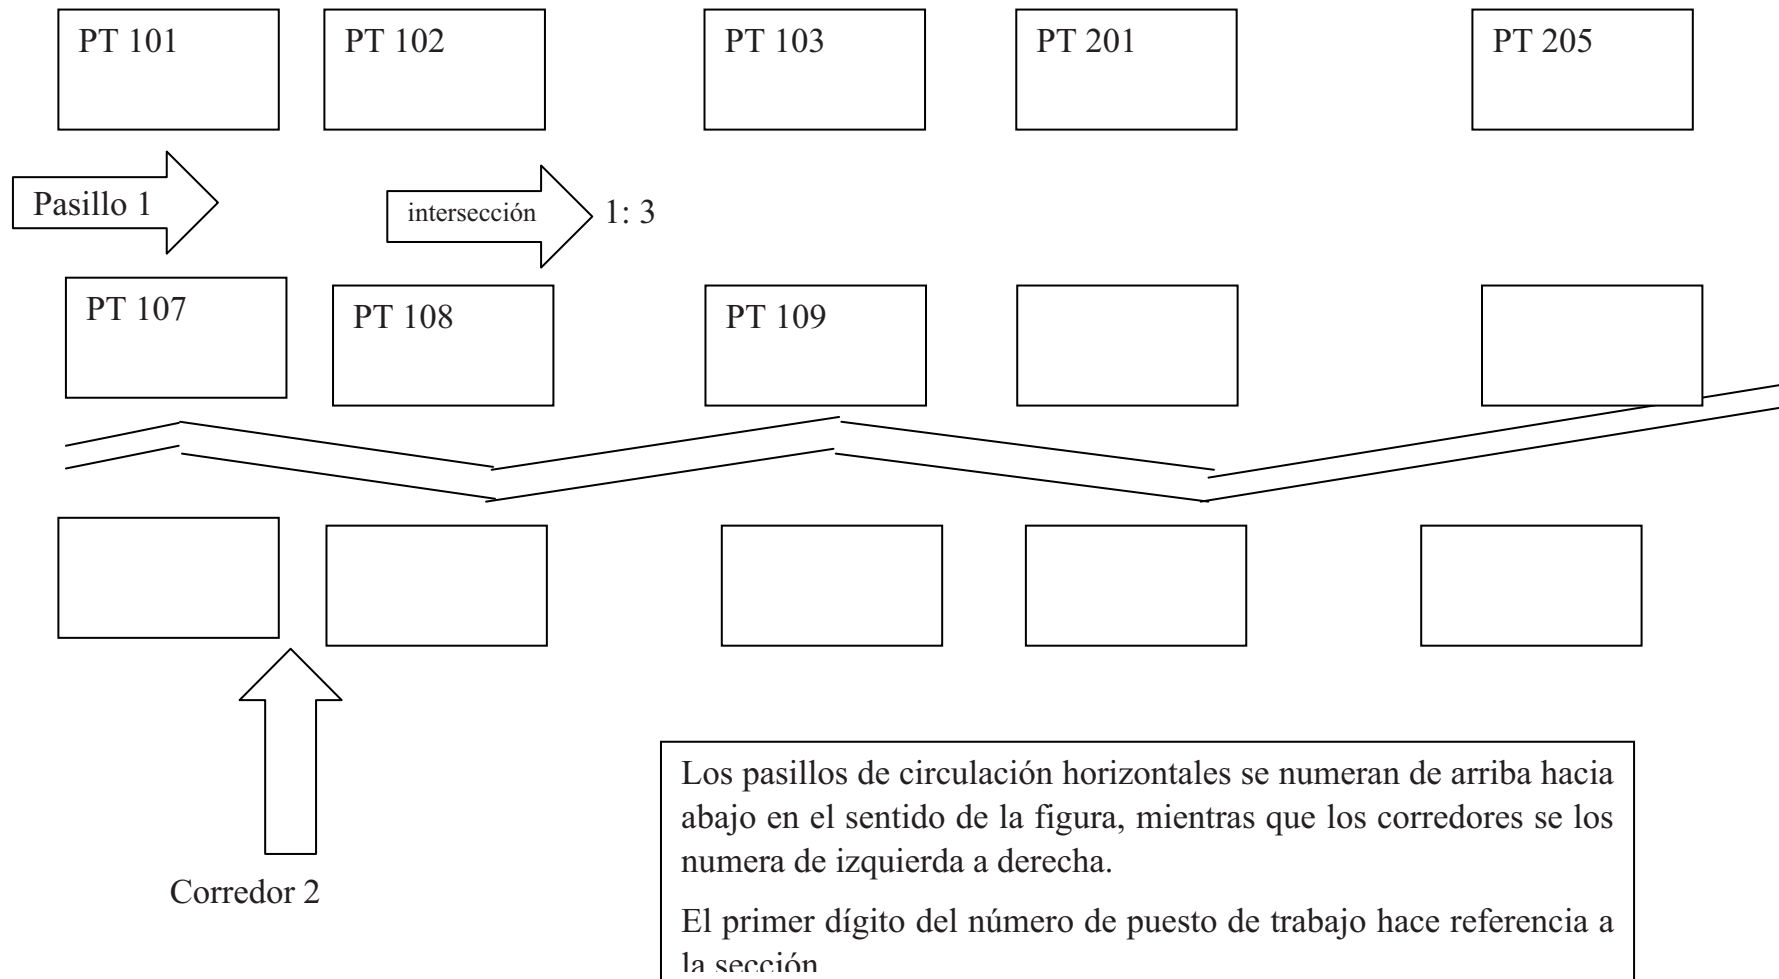 PT 101
PT 102
PT 103
PT 201
PT 205
Pasillo 1
intersección
1: 3
PT 107
PT 108
PT 109
Corredor 2
Los pasillos de circulación horizontales se numeran de arriba hacia
abajo en el sentido de la figura, mientras que los corredores se los
numera de izquierda a derecha.
El primer dígito del número de puesto de trabajo hace referencia a
la sección